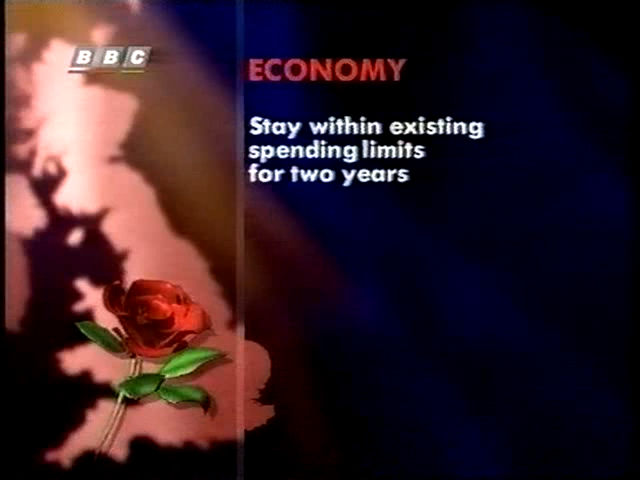 BBC
ECONOMY
Stay within existing
spending limits
for two years